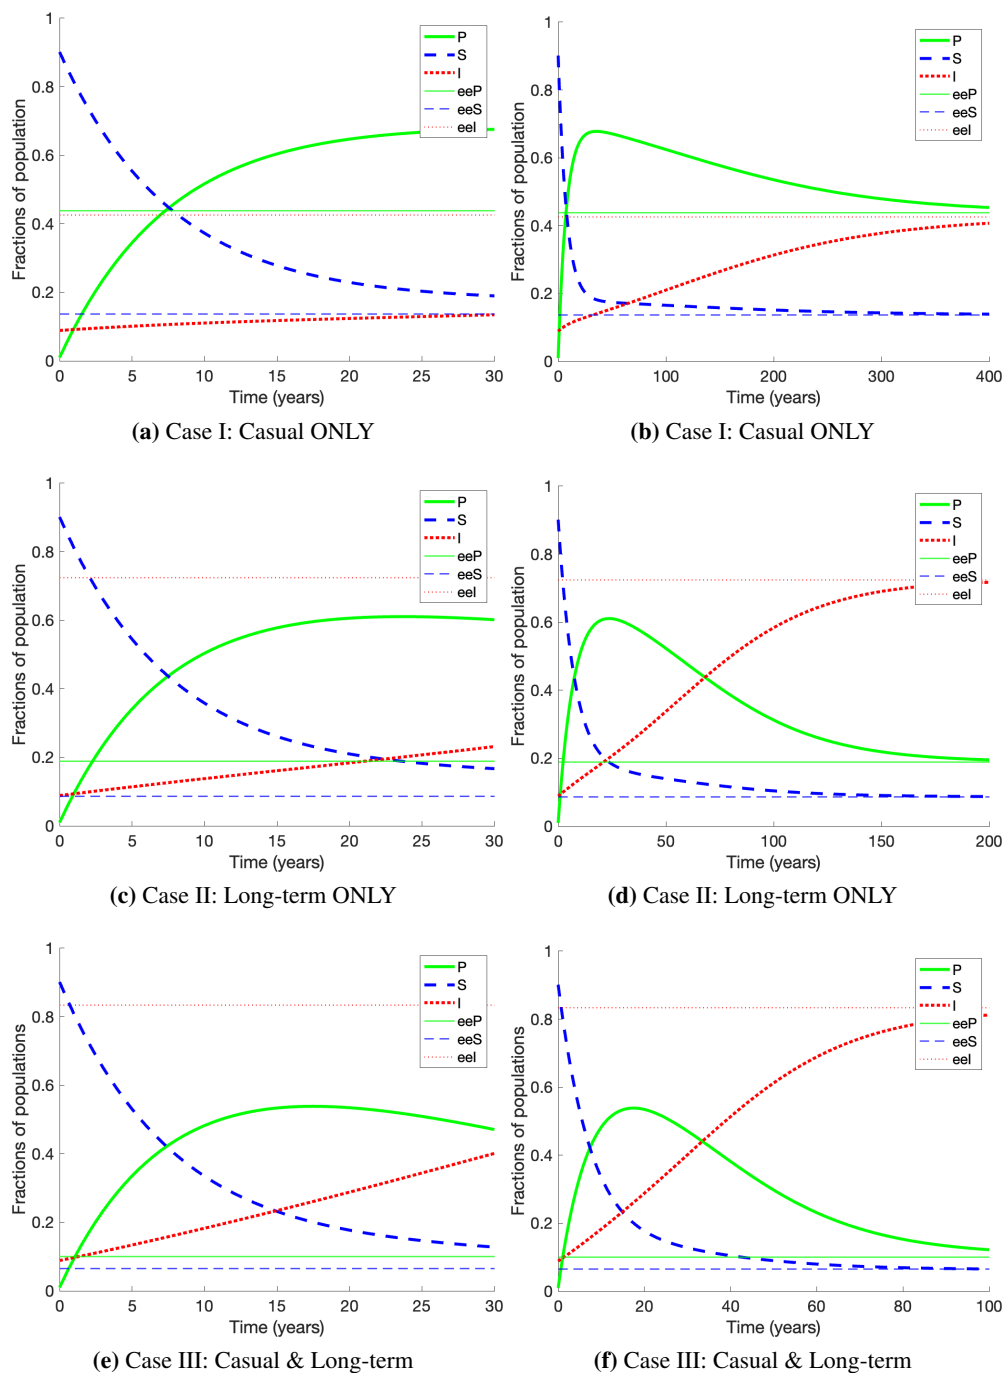 Fractions of population
1
0.8
0.6
0.4
0.2
0
0 5 10 15 20 25 30
Time (years)
P
S
I
eeP
eeS
eeI
(a) Case I: Casual ONLY
Fractions of population
1
0.8
0.6
0.4
0.2
0
0 100 200 300 400
Time (years)
P
S
I
eeP
eeS
eeI
(b) Case I: Casual ONLY
Fractions of population
1
0.8
0.6
0.4
0.2
0
0 5 10 15 20 25 30
Time (years)
P
S
I
eeP
eeS
eeI
(c) Case II: Long-term ONLY
Fractions of population
1
0.8
0.6
0.4
0.2
0
0 50 100 150 200
Time (years)
P
S
I
eeP
eeS
eeI
(d) Case II: Long-term ONLY
Fractions of populations
1
0.8
0.6
0.4
0.2
0
0 5 10 15 20 25 30
Time (years)
P
S
I
eeP
eeS
eeI
(e) Case III: Casual & Long-term
Fractions of populations
1
0.8
0.6
0.4
0.2
0
0 20 40 60 80 100
Time (years)
P
S
I
eeP
eeS
eeI
(f) Case III: Casual & Long-term